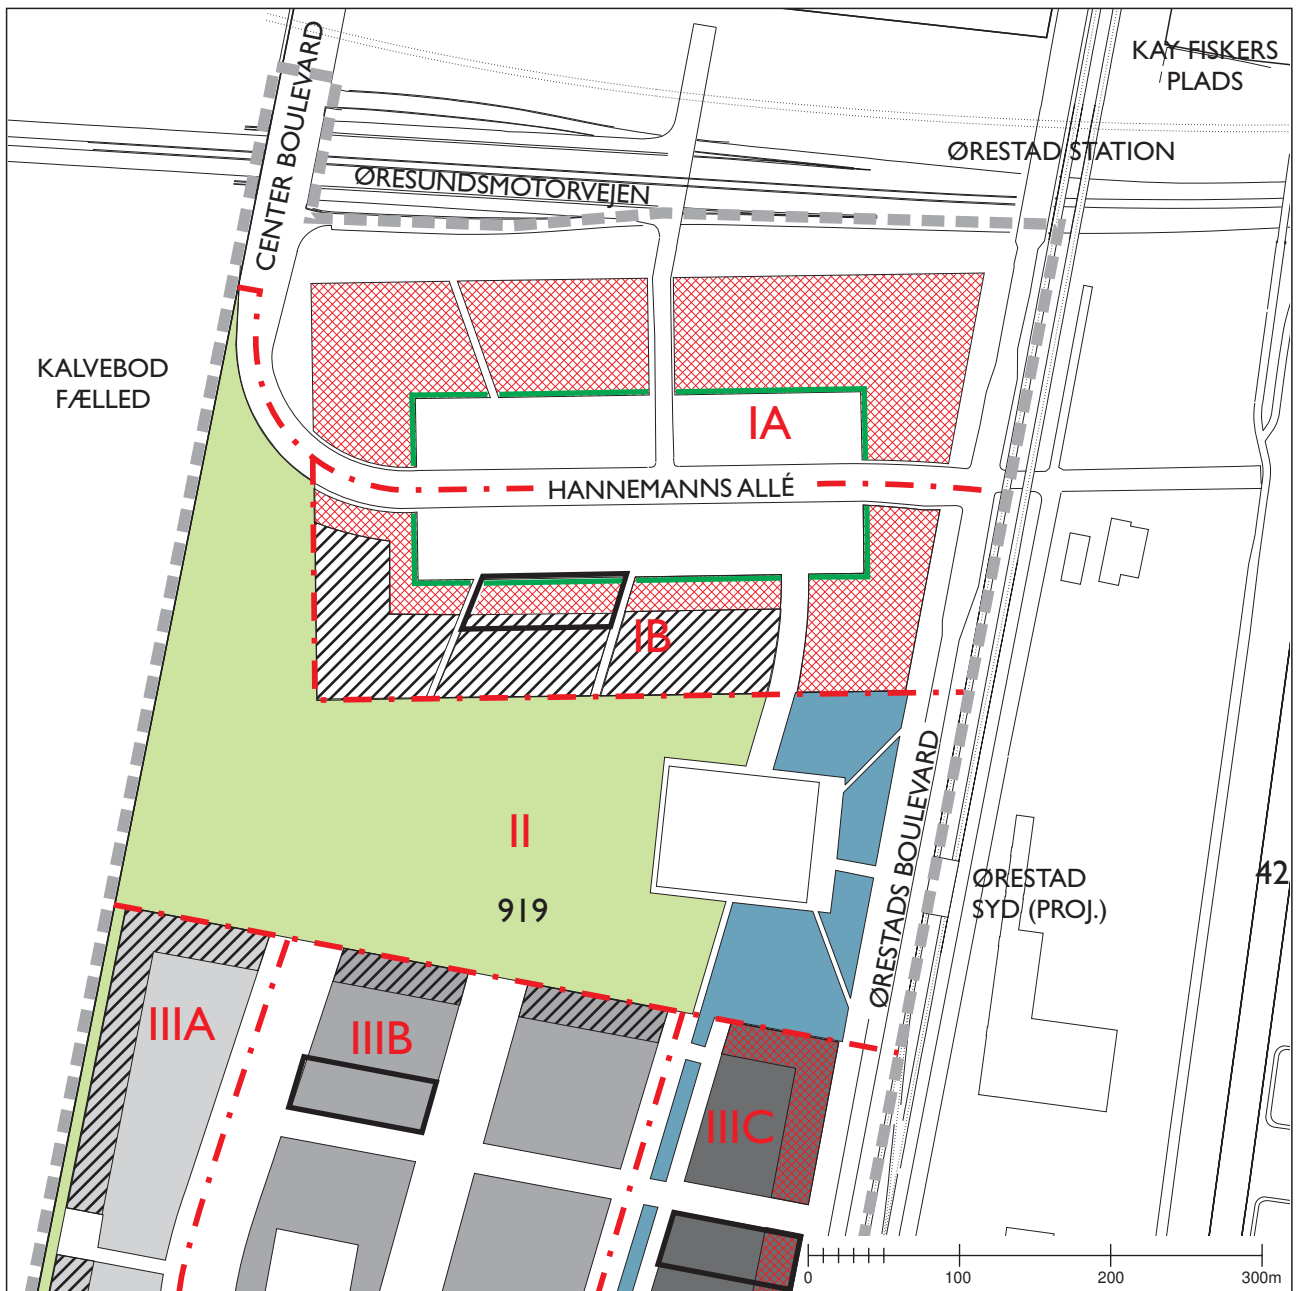 CENTER BOULEVARD
KAY FISKERS
PLADS
ØRESTAD STATION
ØRESUNDSMOTORVEJEN
KALVEBOD
FÆLLED
IA
HANNEMANNS ALLÉ
IB
II
919
ØRESTADS BOULEVARD
ØRESTAD
SYD (PROJ.)
42
IIIA
IIIB
IIIC
0 100 200 300m